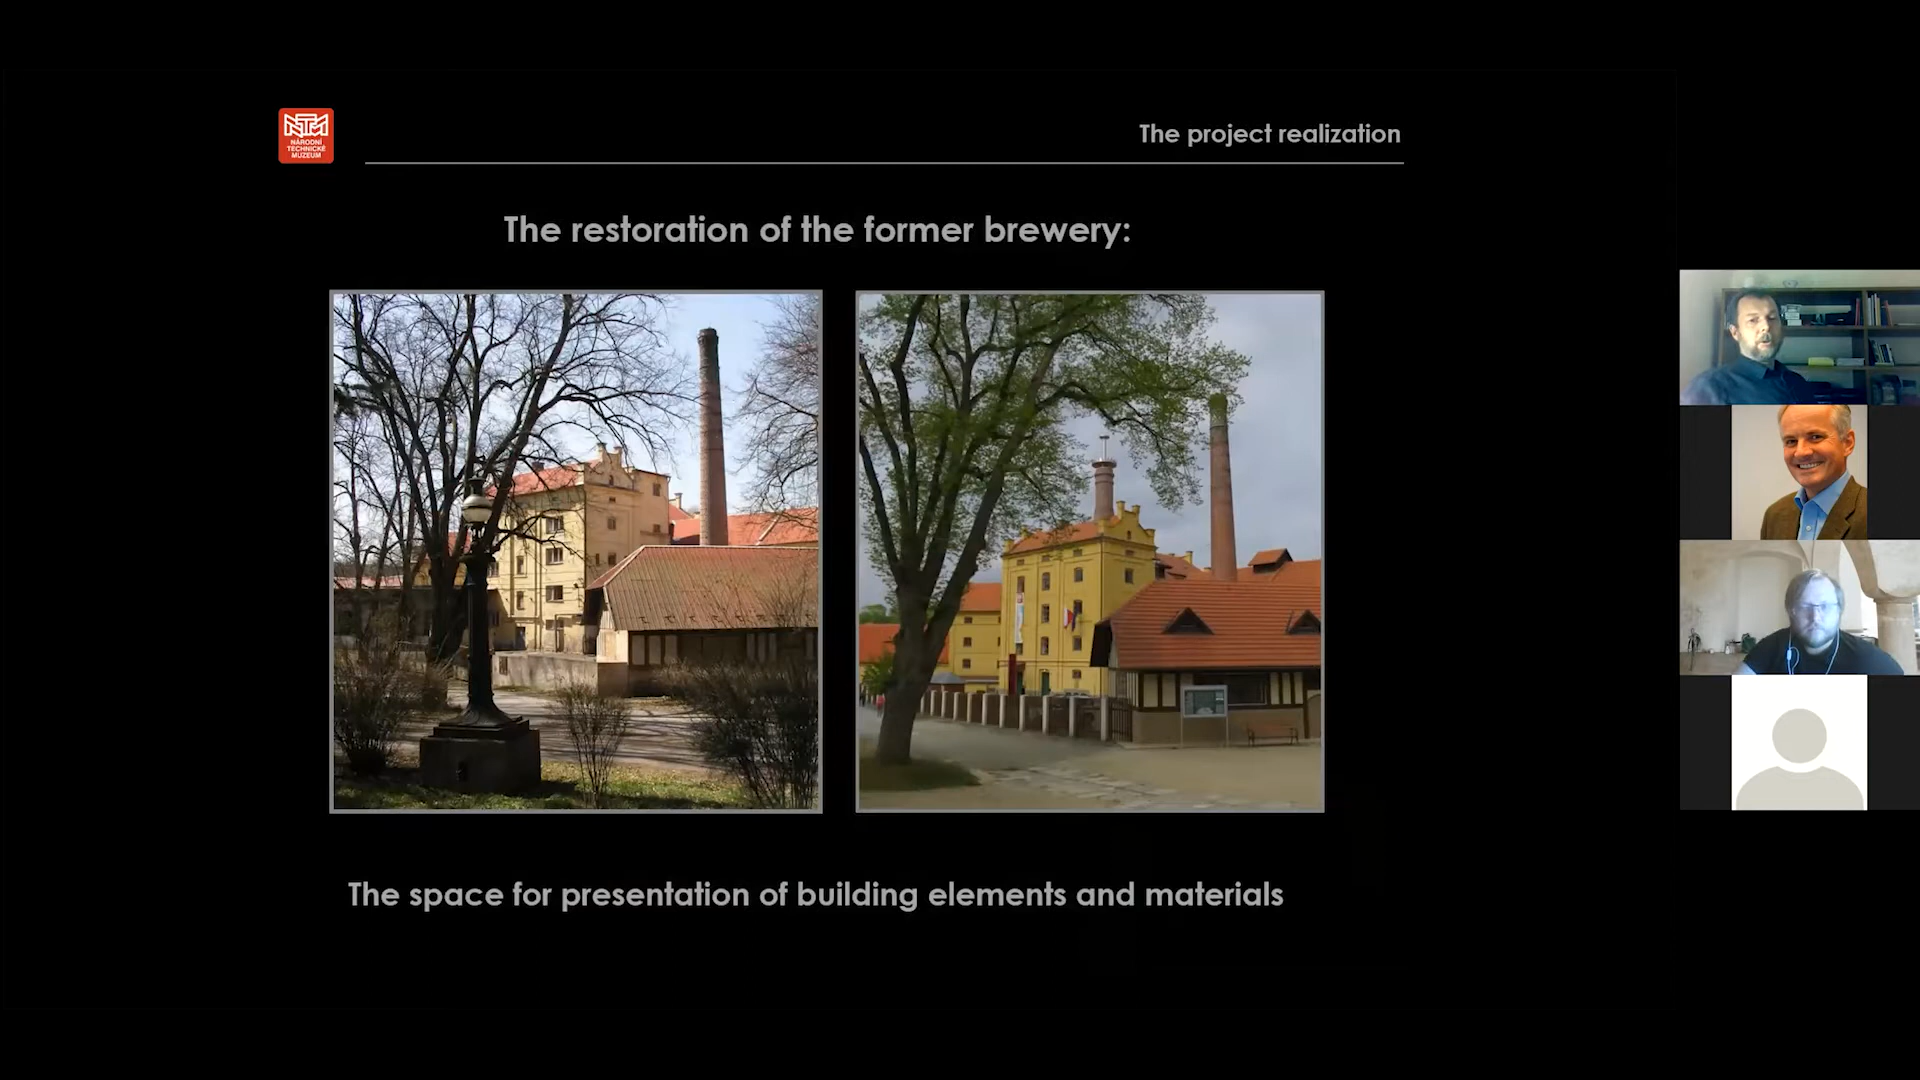 NÁRODNÍ
TECHNICKÉ
MUZEUM
The project realization
The restoration of the former brewery:
The space for presentation of building elements and materials